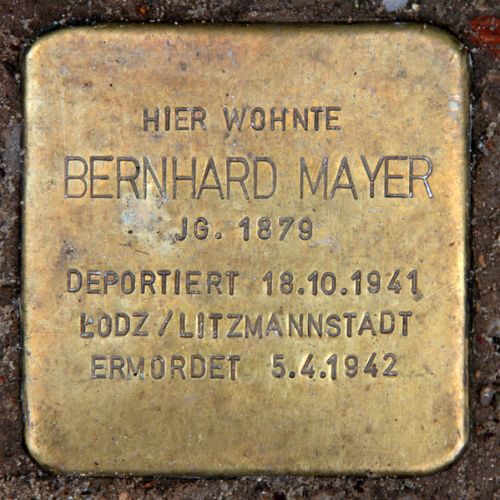 HIER WOHNTE
BERNHARD MAYER
JG. 1879
DEPORTIERT 18.10.1941
ŁODZ / LITZMANNSTADT
ERMORDET 5.4.1942